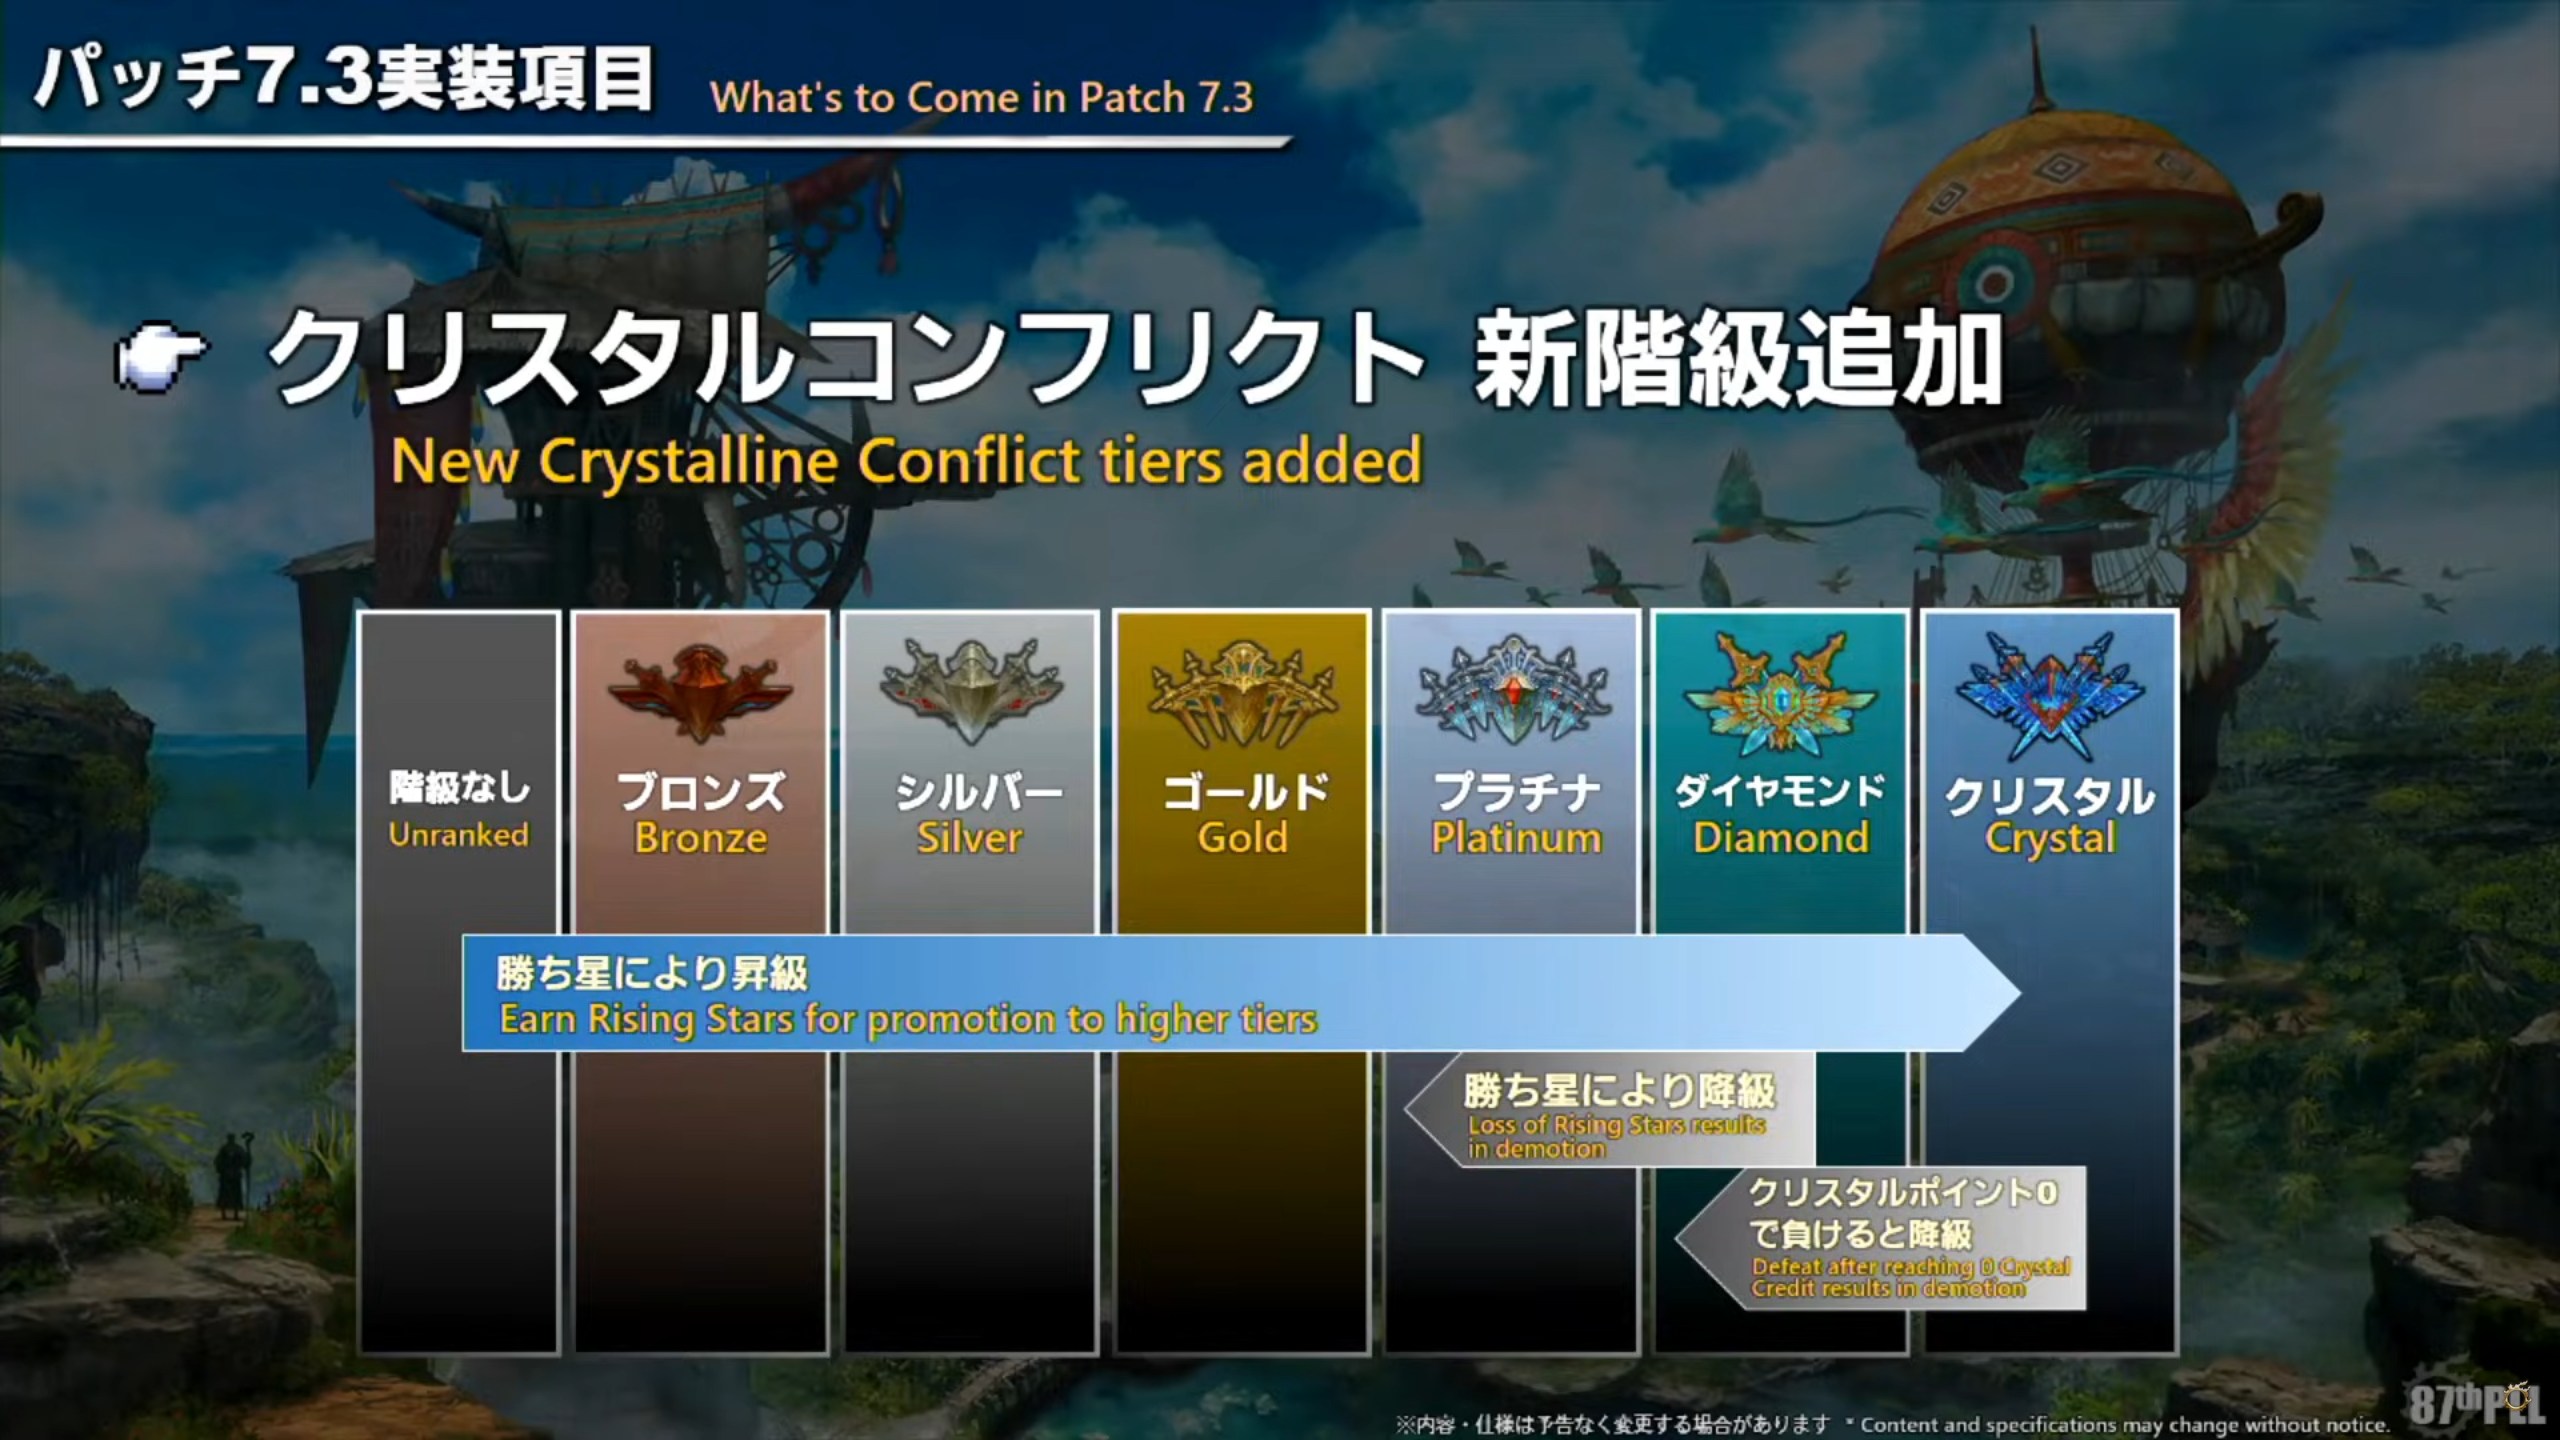 パッチ7.3実装項目
What's to Come in Patch 7.3
クリスタルコンフリクト 新階級追加
New Crystalline Conflict tiers added
階級なし
Unranked
ブロンズ
Bronze
シルバー
Silver
ゴールド
Gold
プラチナ
Platinum
ダイヤモンド
Diamond
クリスタル
Crystal
勝ち星により昇級
Earn Rising Stars for promotion to higher tiers
勝ち星により降級
Loss of Rising Stars results
in demotion
クリスタルポイント0
で負けると降級
Defeat after reaching 0 Crystal
Credit results in demotion
※内容・仕様は予告なく変更する場合があります * Content and specifications may change without notice.
87thPLL